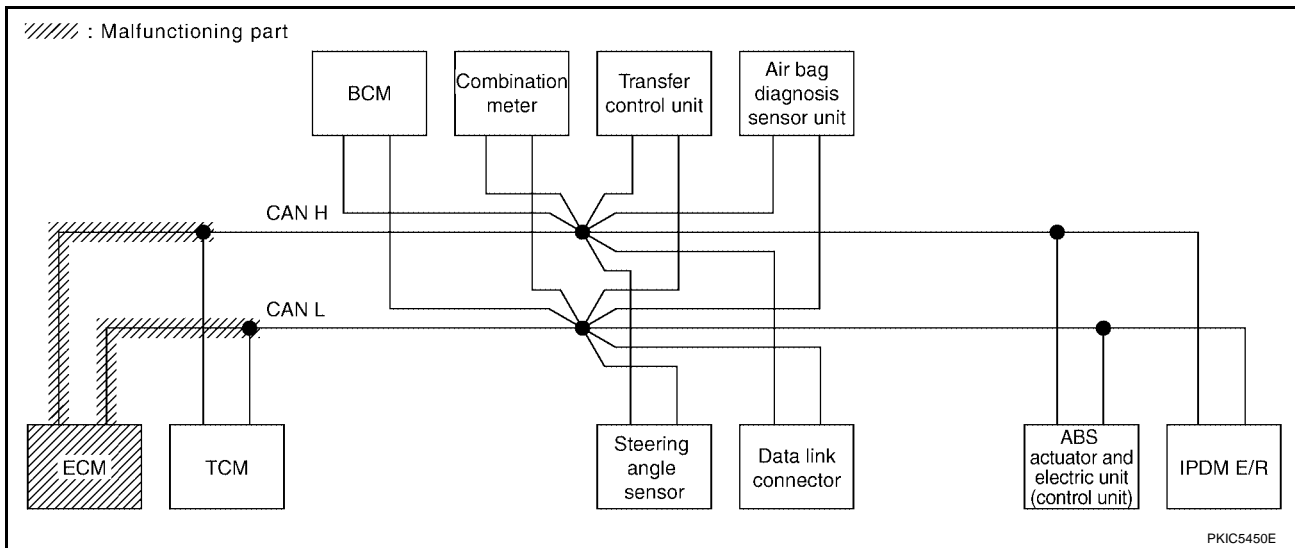 : Malfunctioning part
BCM
Combination
meter
Transfer
control unit
Air bag
diagnosis
sensor unit
CAN H
CAN L
ECM
TCM
Steering
angle
sensor
Data link
connector
ABS
actuator and
electric unit
(control unit)
IPDM E/R
PKIC5450E